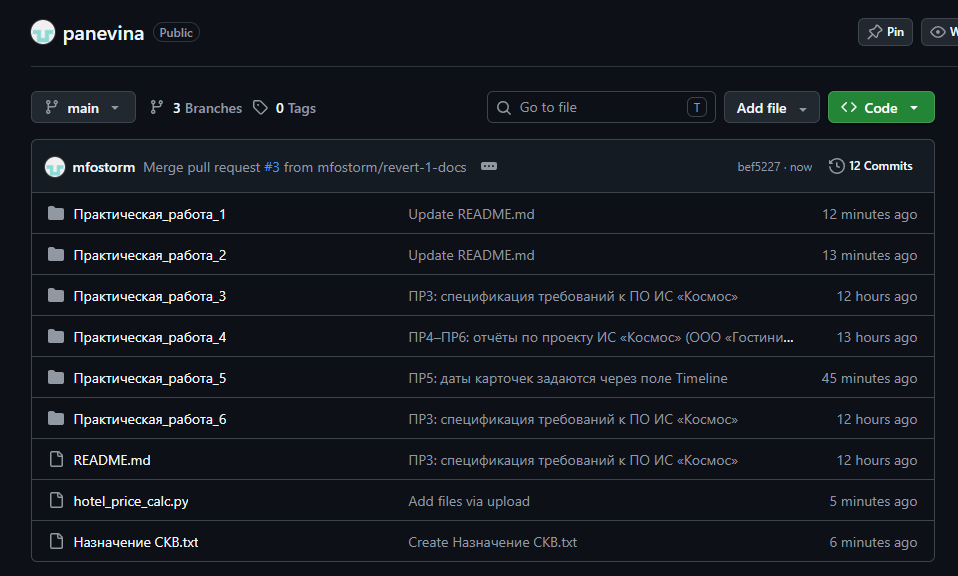 panevina Public Pin W
main 3 Branches 0 Tags Go to file T Add file Code
mfostorm Merge pull request #3 from mfostorm/revert-1-docs bef5227 · now 12 Commits
Практическая_работа_1 Update README.md 12 minutes ago
Практическая_работа_2 Update README.md 13 minutes ago
Практическая_работа_3 ПР3: спецификация требований к ПО ИС «Космос» 12 hours ago
Практическая_работа_4 ПР4–ПР6: отчёты по проекту ИС «Космос» (ООО «Гостини... 13 hours ago
Практическая_работа_5 ПР5: даты карточек задаются через поле Timeline 45 minutes ago
Практическая_работа_6 ПР3: спецификация требований к ПО ИС «Космос» 12 hours ago
README.md ПР3: спецификация требований к ПО ИС «Космос» 12 hours ago
hotel_price_calc.py Add files via upload 5 minutes ago
Назначение СКВ.txt Create Назначение СКВ.txt 6 minutes ago